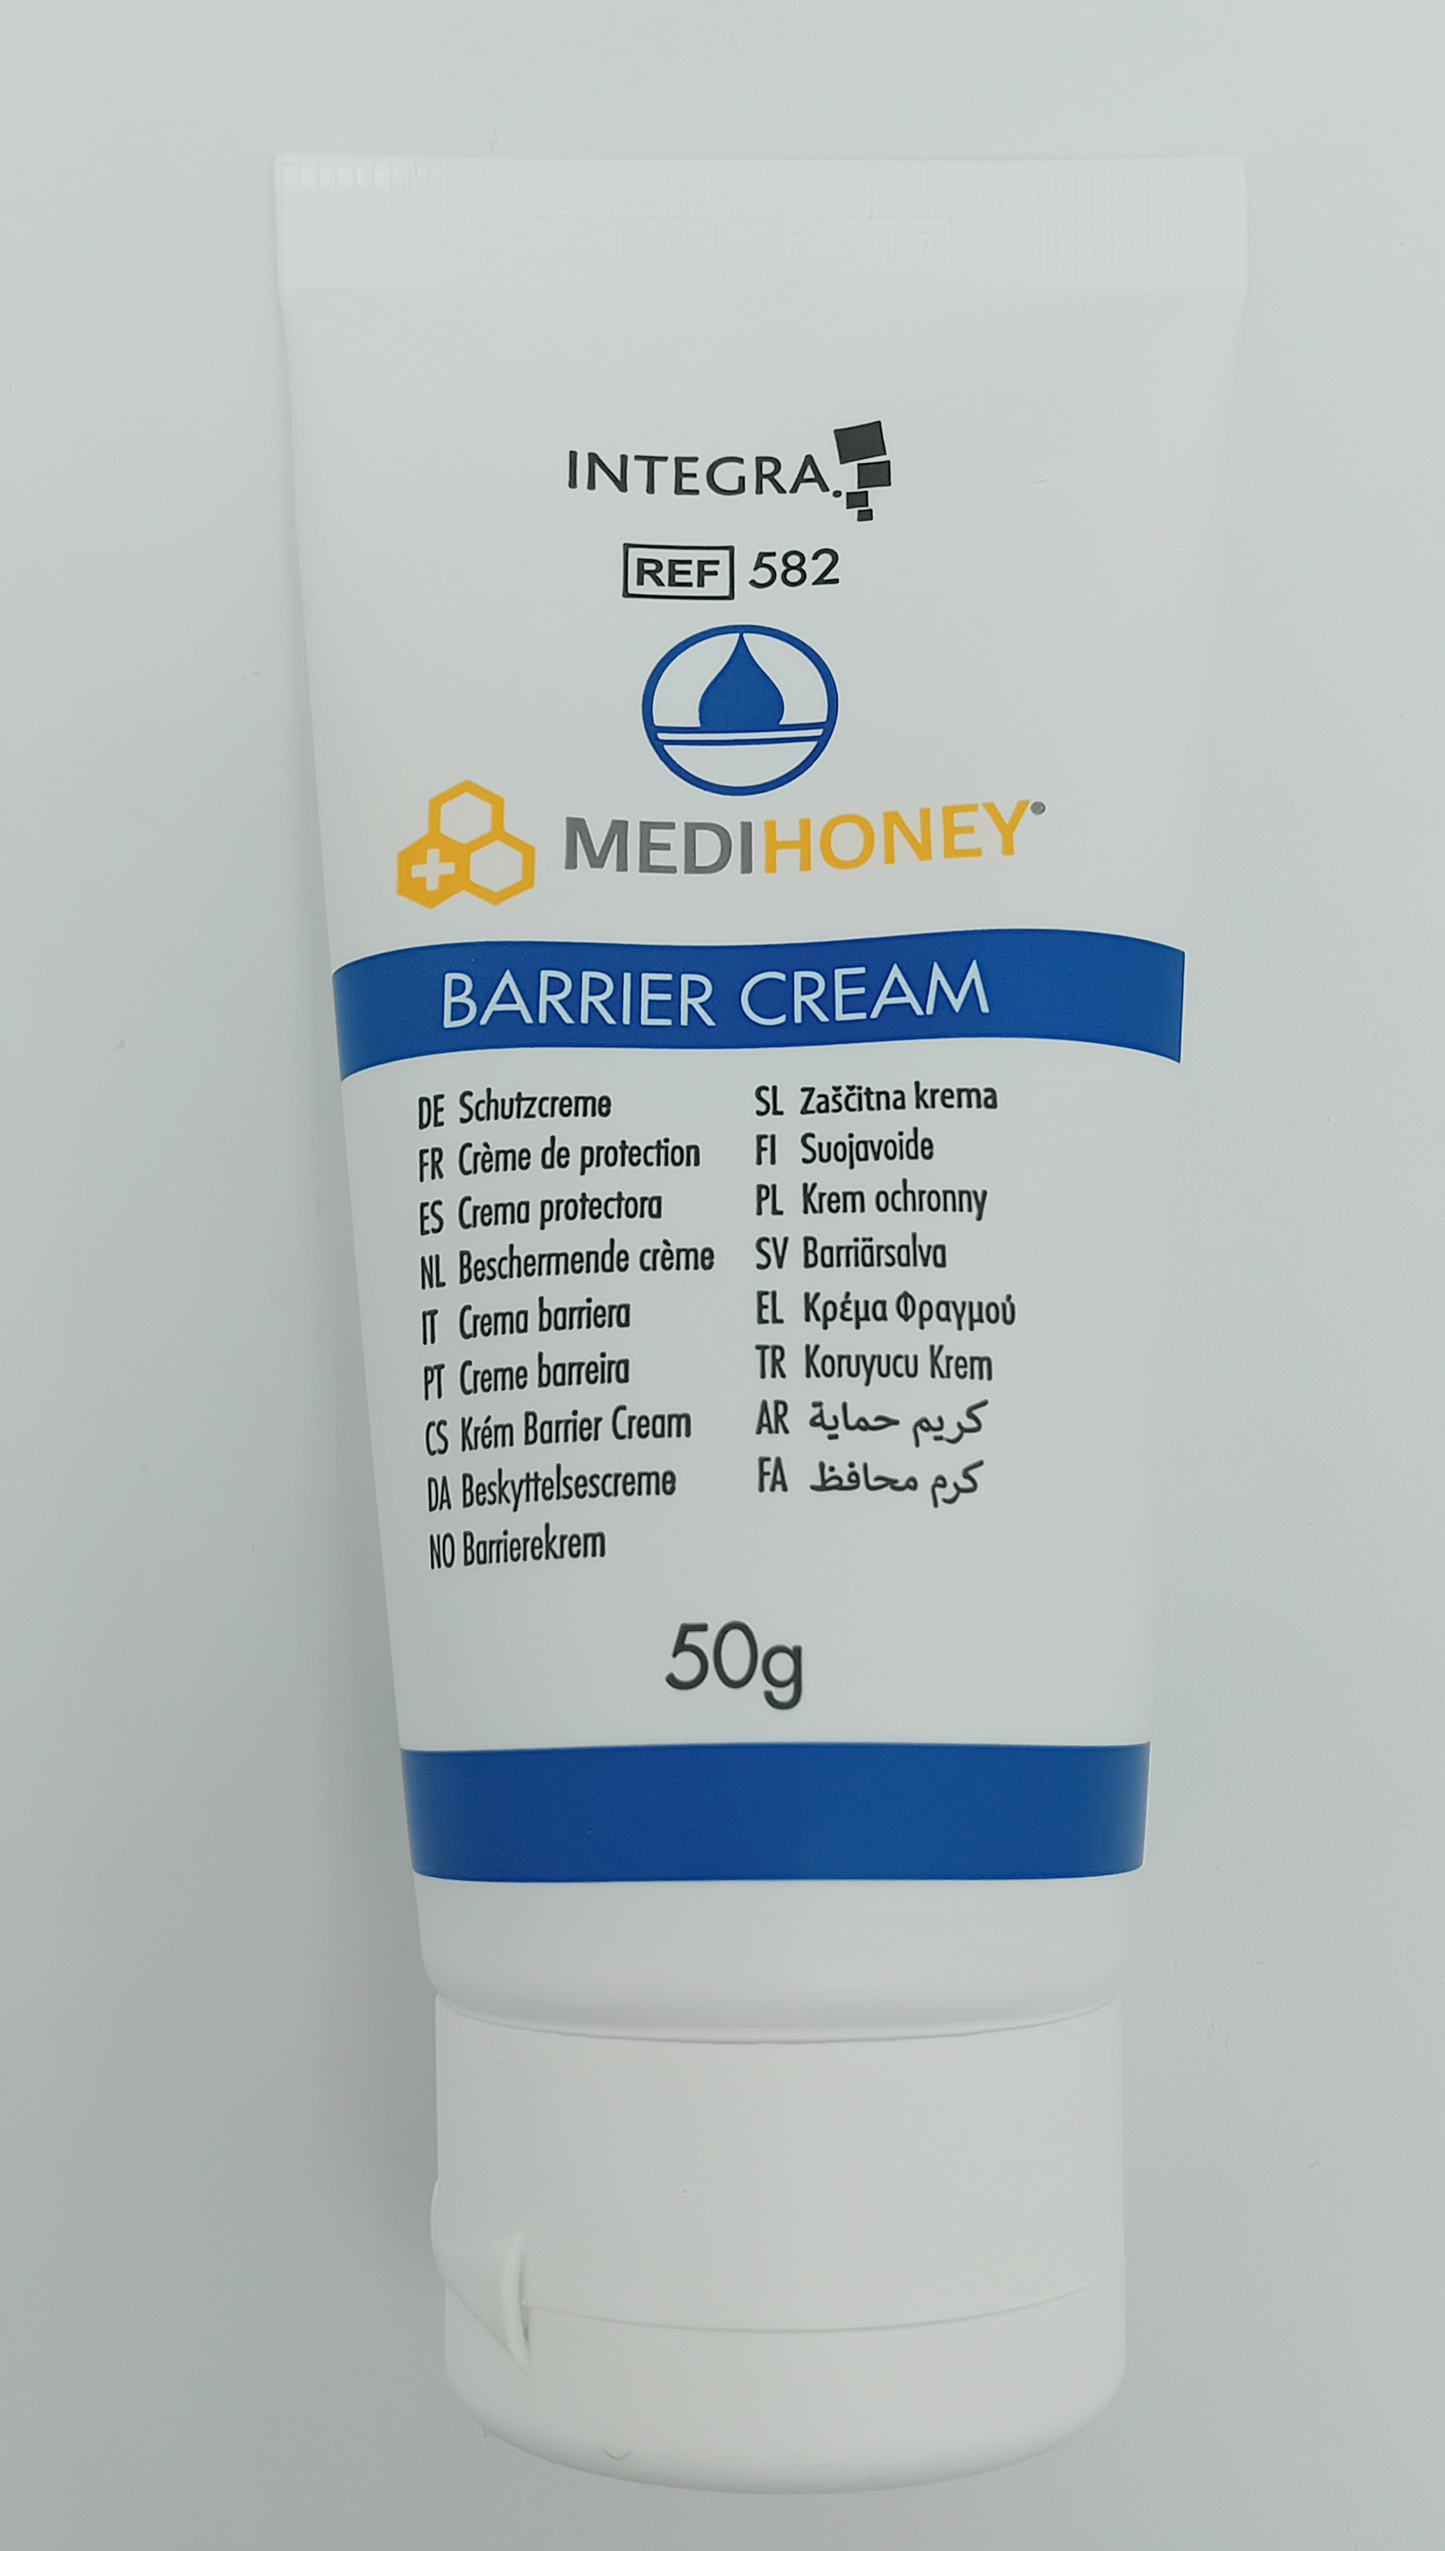 INTEGRA
REF 582
MEDIHONEY®
BARRIER CREAM
DE Schutzcreme
FR Crème de protection
ES Crema protectora
NL Beschermende crème
IT Crema barriera
PT Creme barreira
CS Krém Barrier Cream
DA Beskyttelsescreme
NO Barrierekrem
SL Zaščitna krema
FI Suojavoide
PL Krem ochronny
SV Barriärsalva
EL Κρέμα Φραγμού
TR Koruyucu Krem
AR كريم حماية
FA كرم محافظ
50g